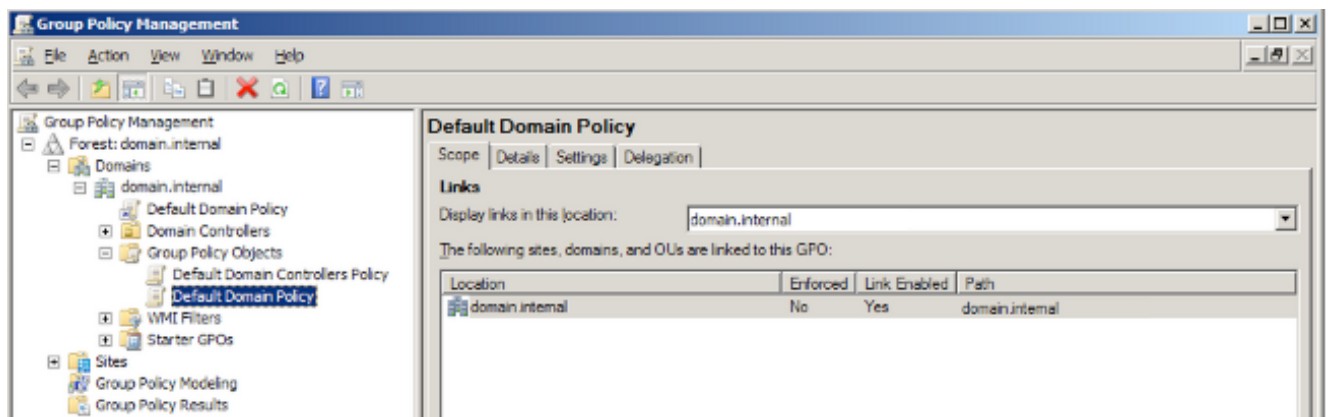 Group Policy Management
File Action View Window Help
Group Policy Management
Forest: domain.internal
Domains
domain.internal
Default Domain Policy
Domain Controllers
Group Policy Objects
Default Domain Controllers Policy
Default Domain Policy
WMI Filters
Starter GPOs
Sites
Group Policy Modeling
Group Policy Results
Default Domain Policy
Scope Details Settings Delegation
Links
Display links in this location: domain.internal
The following sites, domains, and OUs are linked to this GPO:
Location Enforced Link Enabled Path
domain.internal No Yes domain.internal